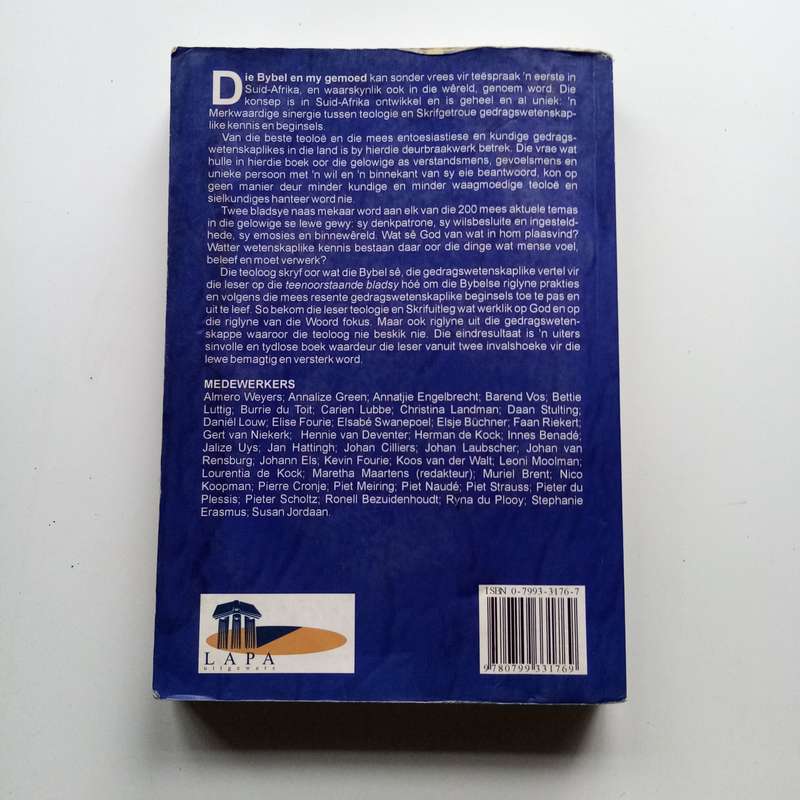 Die Bybel en my gemoed kan sonder vrees vir teëspraak 'n eerste in
Suid-Afrika, en waarskynlik ook in die wêreld, genoem word. Die
konsep is in Suid-Afrika ontwikkel en is geheel en al uniek: 'n
Merkwaardige sinergie tussen teologie en Skrifgetroue gedragswetenskap-
like kennis en beginsels.
Van die beste teoloë en die mees entoesiastiese en kundige gedrags-
wetenskaplikes in die land is by hierdie deurbraakwerk betrek. Die vrae wat
hulle in hierdie boek oor die gelowige as verstandsmens, gevoelsmens en
unieke persoon met 'n wil en 'n binnekant van sy eie beantwoord, kon op
geen manier deur minder kundige en minder waagmoedige teoloë en
sielkundiges hanteer word nie.
Twee bladsye naas mekaar word aan elk van die 200 mees aktuele temas
in die gelowige se lewe gewy: sy denkpatrone, sy wilsbesluite en ingesteld-
hede, sy emosies en binnewêreld. Wat sê God van wat in hom plaasvind?
Watter wetenskaplike kennis bestaan daar oor die dinge wat mense voel,
beleef en moet verwerk?
Die teoloog skryf oor wat die Bybel sê, die gedragswetenskaplike vertel vir
die leser op die teenoorstaande bladsy hóé om die Bybelse riglyne prakties
en volgens die mees resente gedragswetenskaplike beginsels toe te pas en
uit te leef. So bekom die leser teologie en Skrifuitleg wat werklik op God en op
die riglyne van die Woord fokus. Maar ook riglyne uit die gedragsweten-
skappe waaroor die teoloog nie beskik nie. Die eindresultaat is 'n uiters
sinvolle en tydlose boek waardeur die leser vanuit twee invalshoeke vir die
lewe bemagtig en versterk word.
MEDEWERKERS
Almero Weyers; Annalize Green; Annatjie Engelbrecht; Barend Vos; Bettie
Luttig; Burrie du Toit; Carien Lubbe; Christina Landman; Daan Stulting;
Daniël Louw; Elise Fourie; Elsabé Swanepoel; Elsje Büchner; Faan Riekert;
Gert van Niekerk; Hennie van Deventer; Herman de Kock; Innes Benadé;
Jalize Uys; Jan Hattingh; Johan Cilliers; Johan Laubscher; Johan van
Rensburg; Johann Els; Kevin Fourie; Koos van der Walt; Leoni Moolman;
Lourentia de Kock; Maretha Maartens (redakteur); Muriel Brent; Nico
Koopman; Pierre Cronje; Piet Meiring; Piet Naudé; Piet Strauss; Pieter du
Plessis; Pieter Scholtz; Ronell Bezuidenhoudt; Ryna du Plooy; Stephanie
Erasmus; Susan Jordaan.
LAPA
uitgewers
ISBN 0-7993-3176-7
9780799331769